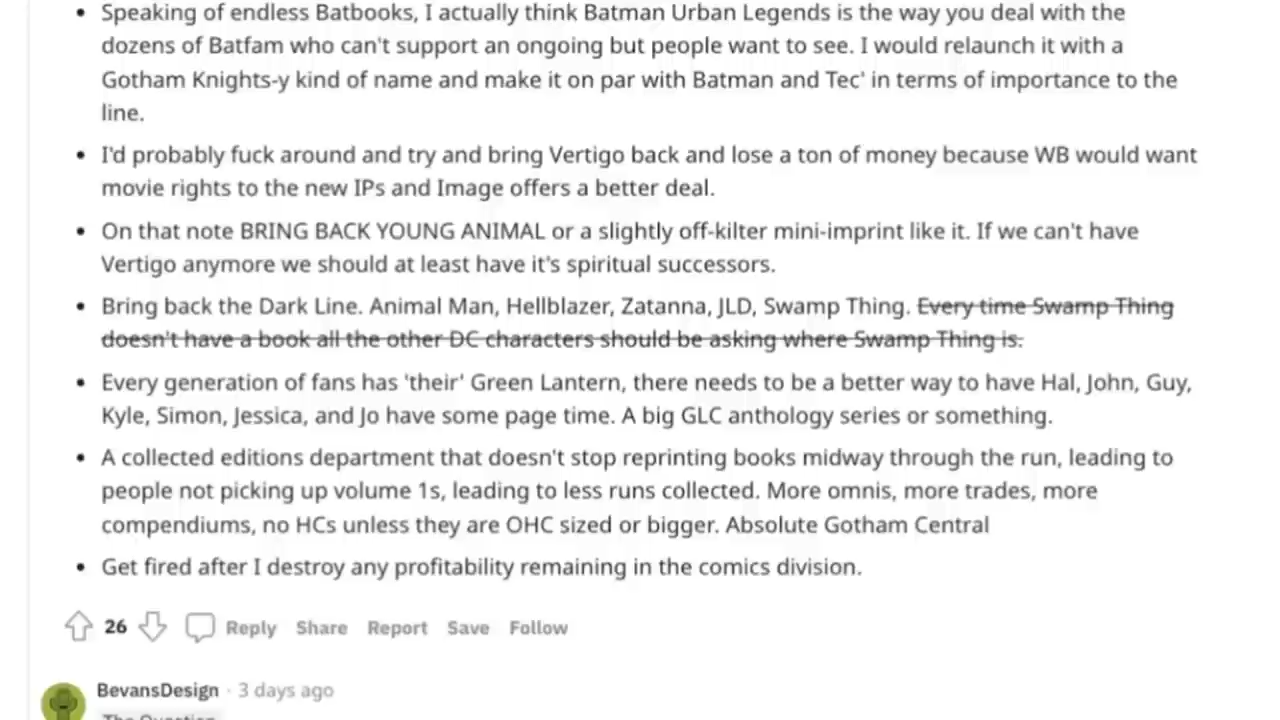 • Speaking of endless Batbooks, I actually think Batman Urban Legends is the way you deal with the
dozens of Batfam who can't support an ongoing but people want to see. I would relaunch it with a
Gotham Knights-y kind of name and make it on par with Batman and Tec' in terms of importance to the
line.
• I'd probably fuck around and try and bring Vertigo back and lose a ton of money because WB would want
movie rights to the new IPs and Image offers a better deal.
• On that note BRING BACK YOUNG ANIMAL or a slightly off-kilter mini-imprint like it. If we can't have
Vertigo anymore we should at least have it's spiritual successors.
• Bring back the Dark Line. Animal Man, Hellblazer, Zatanna, JLD, Swamp Thing. Every time Swamp Thing
doesn't have a book all the other DC characters should be asking where Swamp Thing is.
• Every generation of fans has 'their' Green Lantern, there needs to be a better way to have Hal, John, Guy,
Kyle, Simon, Jessica, and Jo have some page time. A big GLC anthology series or something.
• A collected editions department that doesn't stop reprinting books midway through the run, leading to
people not picking up volume 1s, leading to less runs collected. More omnis, more trades, more
compendiums, no HCs unless they are OHC sized or bigger. Absolute Gotham Central
• Get fired after I destroy any profitability remaining in the comics division.
26 Reply Share Report Save Follow
BevansDesign · 3 days ago
The Question